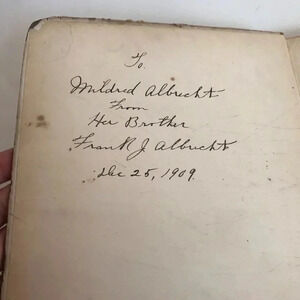 To
Mildred Albrecht
From
Her Brother
Frank J Albrecht
Dec 25, 1909